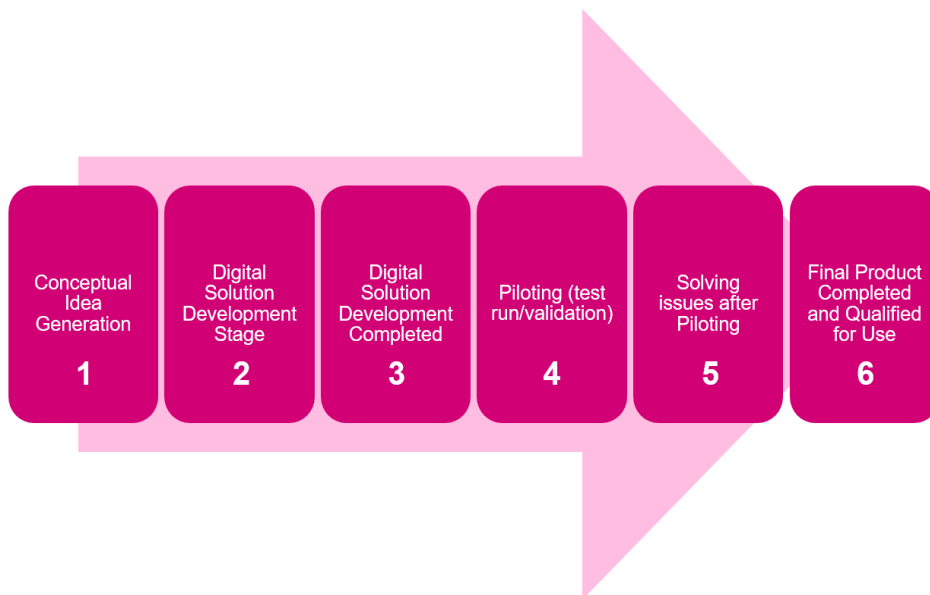 Conceptual
Idea
Generation
1
Digital
Solution
Development
Stage
2
Digital
Solution
Development
Completed
3
Piloting (test
run/validation)
4
Solving
issues after
Piloting
5
Final Product
Completed
and Qualified
for Use
6